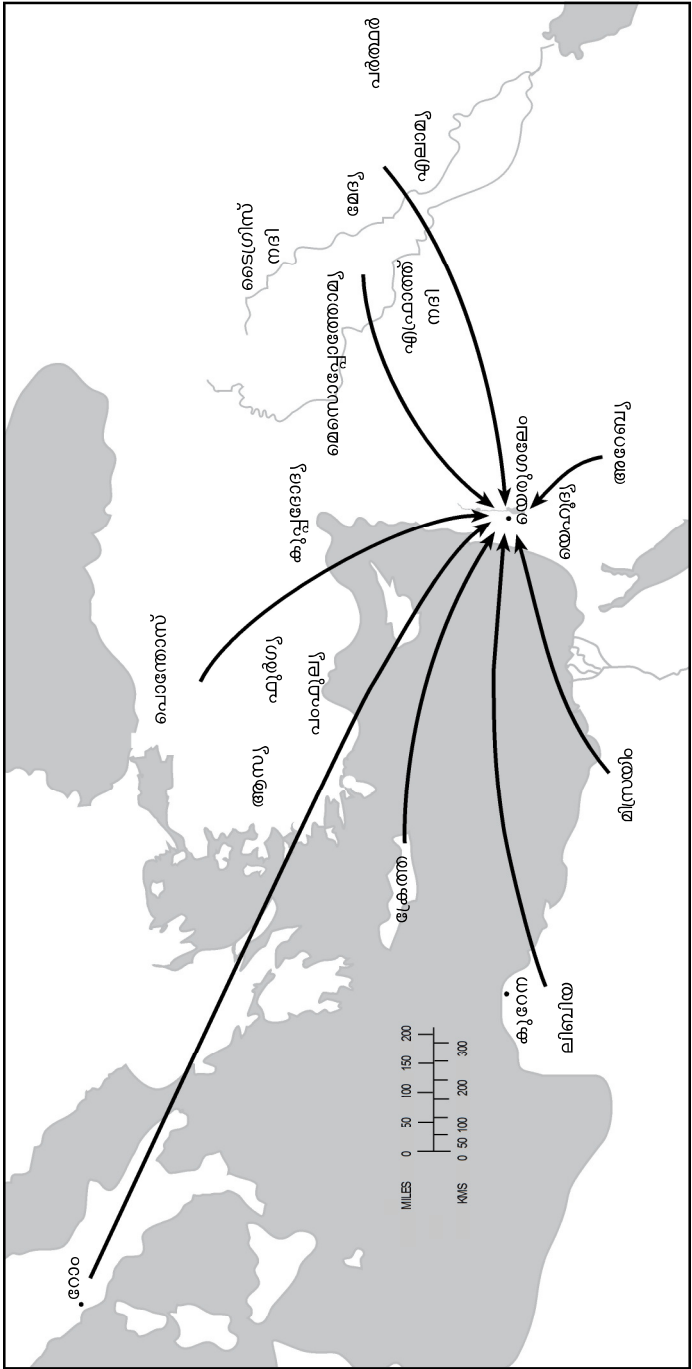 റോം
പൊന്തൊസ്
ആസ്യ
ഫ്രുഗ്യ
പംഫുല്യ
കപ്പദോക്യ
ടൈഗ്രിസ്
നദി
മെസൊപ്പൊതാമ്യ
മേദ്യ
പർത്ഥർ
ഏലാമ്യ
നദി
ക്രേത്ത
യെരൂശലേം
യെഹൂദ്യ
അറേബ്യ
മിസ്രയിം
കുറേന
ലിബിയ
MILES 0 50 100 150 200
KMS 0 50 100 200 300